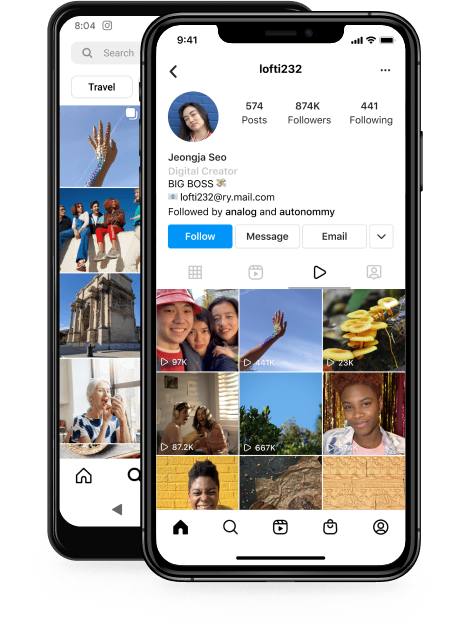 8:04
Search
Travel
9:41
lofti232
574 874K 441
Posts Followers Following
Jeongja Seo
Digital Creator
BIG BOSS
lofti232@ry.mail.com
Followed by analog and autonommy
Follow Message Email
97K 441K 23K
87.2K 667K